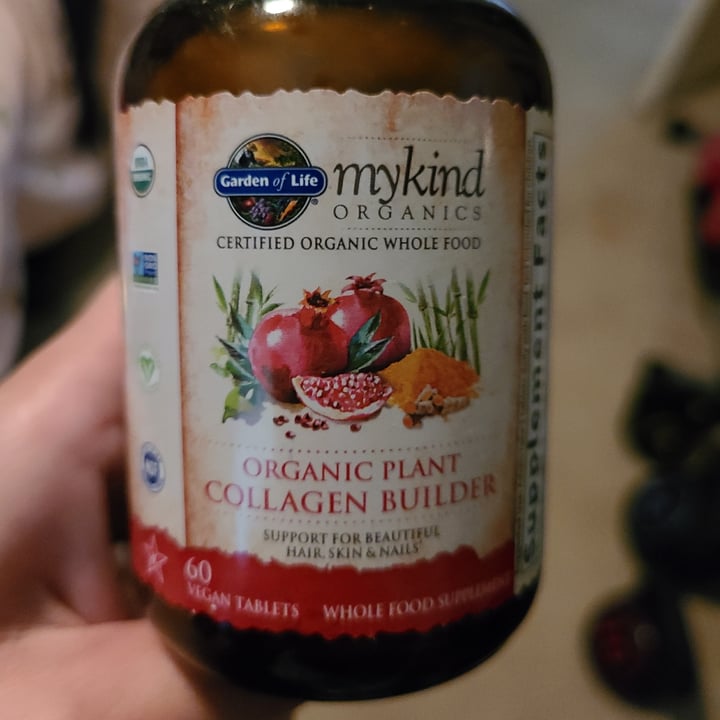 Garden of Life®
mykind
ORGANICS
CERTIFIED ORGANIC WHOLE FOOD
ORGANIC PLANT
COLLAGEN BUILDER
SUPPORT FOR BEAUTIFUL
HAIR, SKIN & NAILS†
60
VEGAN TABLETS WHOLE FOOD SUPPLEMENT
Supplement Facts